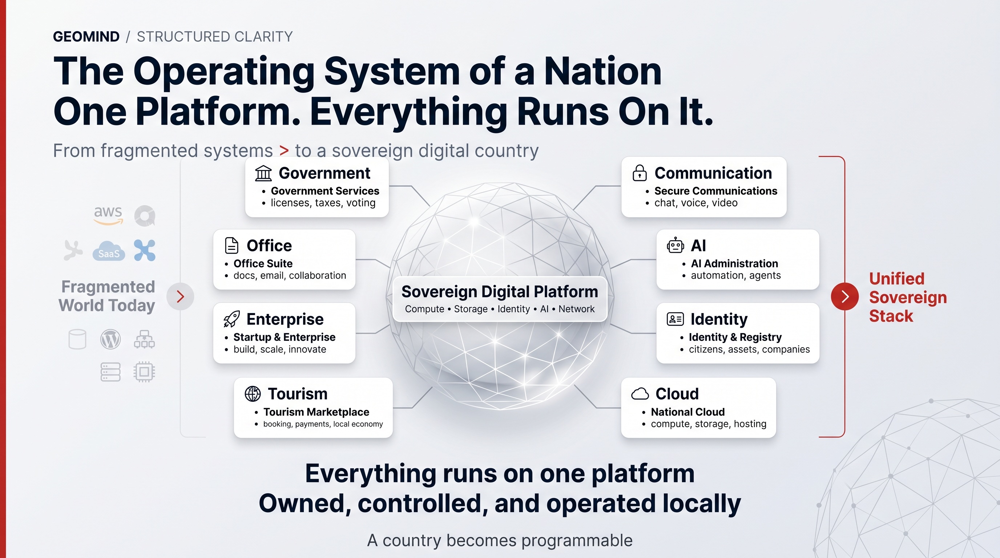 GEOMIND / STRUCTURED CLARITY
The Operating System of a Nation
One Platform. Everything Runs On It.
From fragmented systems > to a sovereign digital country
aws
SaaS
Fragmented
World Today
Government
• Government Services
• licenses, taxes, voting
Office
• Office Suite
• docs, email, collaboration
Enterprise
• Startup & Enterprise
• build, scale, innovate
Tourism
• Tourism Marketplace
• booking, payments, local economy
Sovereign Digital Platform
Compute • Storage • Identity • AI • Network
Communication
• Secure Communications
• chat, voice, video
AI
• AI Administration
• automation, agents
Identity
• Identity & Registry
• citizens, assets, companies
Cloud
• National Cloud
• compute, storage, hosting
Unified
Sovereign
Stack
Everything runs on one platform
Owned, controlled, and operated locally
A country becomes programmable